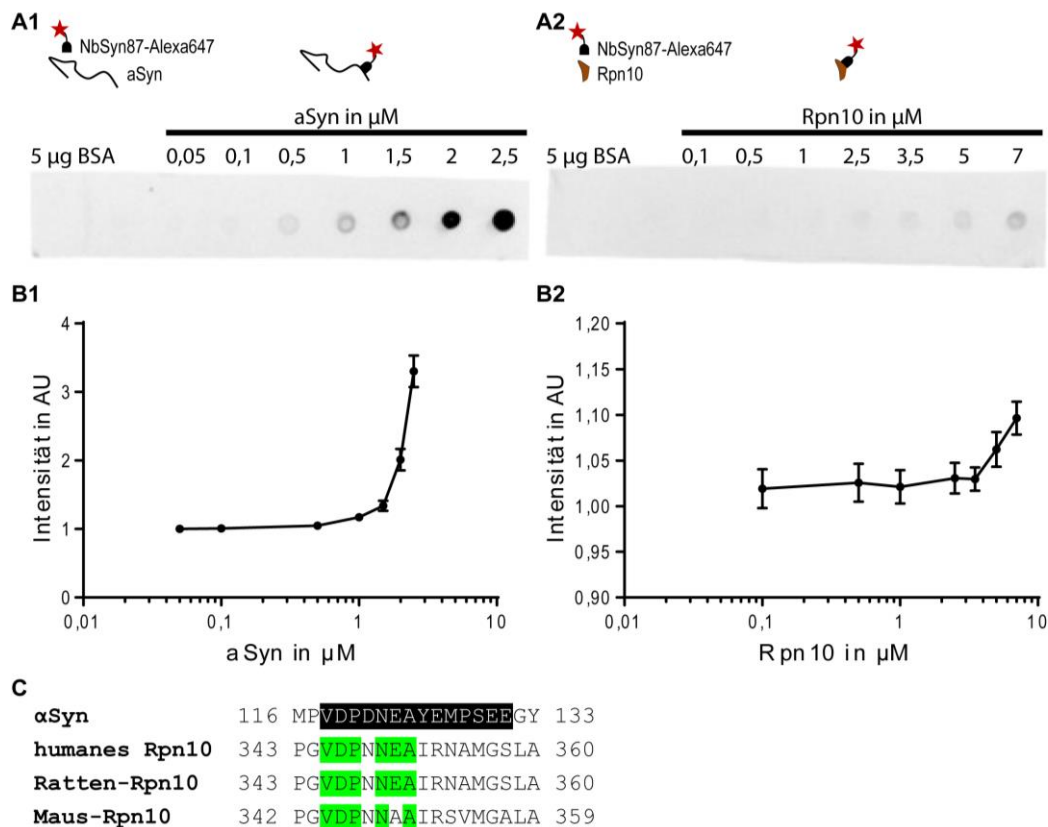 A1
NbSyn87-Alexa647
aSyn
aSyn in µM
5 µg BSA 0,05 0,1 0,5 1 1,5 2 2,5
A2
NbSyn87-Alexa647
Rpn10
Rpn10 in µM
5 µg BSA 0,1 0,5 1 2,5 3,5 5 7
B1
4
3
2
1
0
Intensität in AU
0,01 0,1 1 10
aSyn in µM
B2
1,20
1,15
1,10
1,05
1,00
0,95
0,90
Intensität in AU
0,01 0,1 1 10
Rpn10 in µM
C
αSyn 116 MPVDPDNEAYEMPSEEGY 133
humanes Rpn10 343 PGVDPNNEAIRNAMGSLA 360
Ratten-Rpn10 343 PGVDPNNEAIRNAMGSLA 360
Maus-Rpn10 342 PGVDPNNAAIRSVMGALA 359